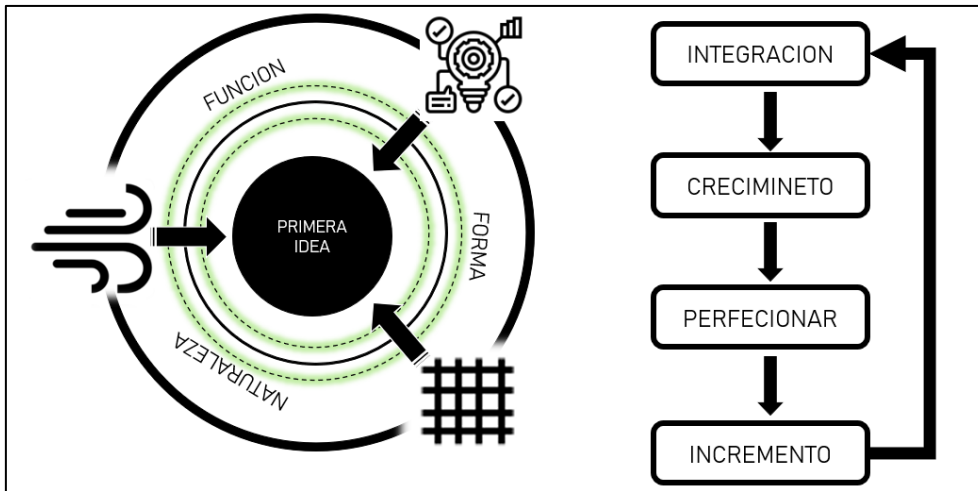 FUNCION
FORMA
NATURALEZA
PRIMERA
IDEA
INTEGRACION
CRECIMINETO
PERFECIONAR
INCREMENTO